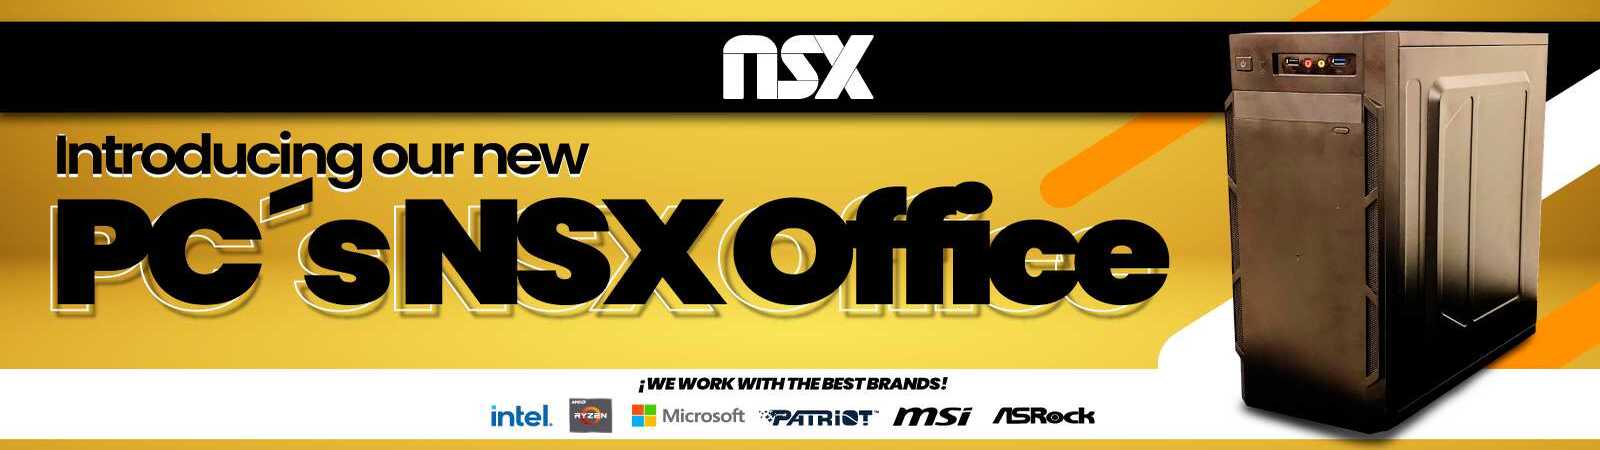 NSX
Introducing our new
PC´s NSX Office
¡WE WORK WITH THE BEST BRANDS!
intel. AMD RYZEN Microsoft PATRIOT msi ASRock